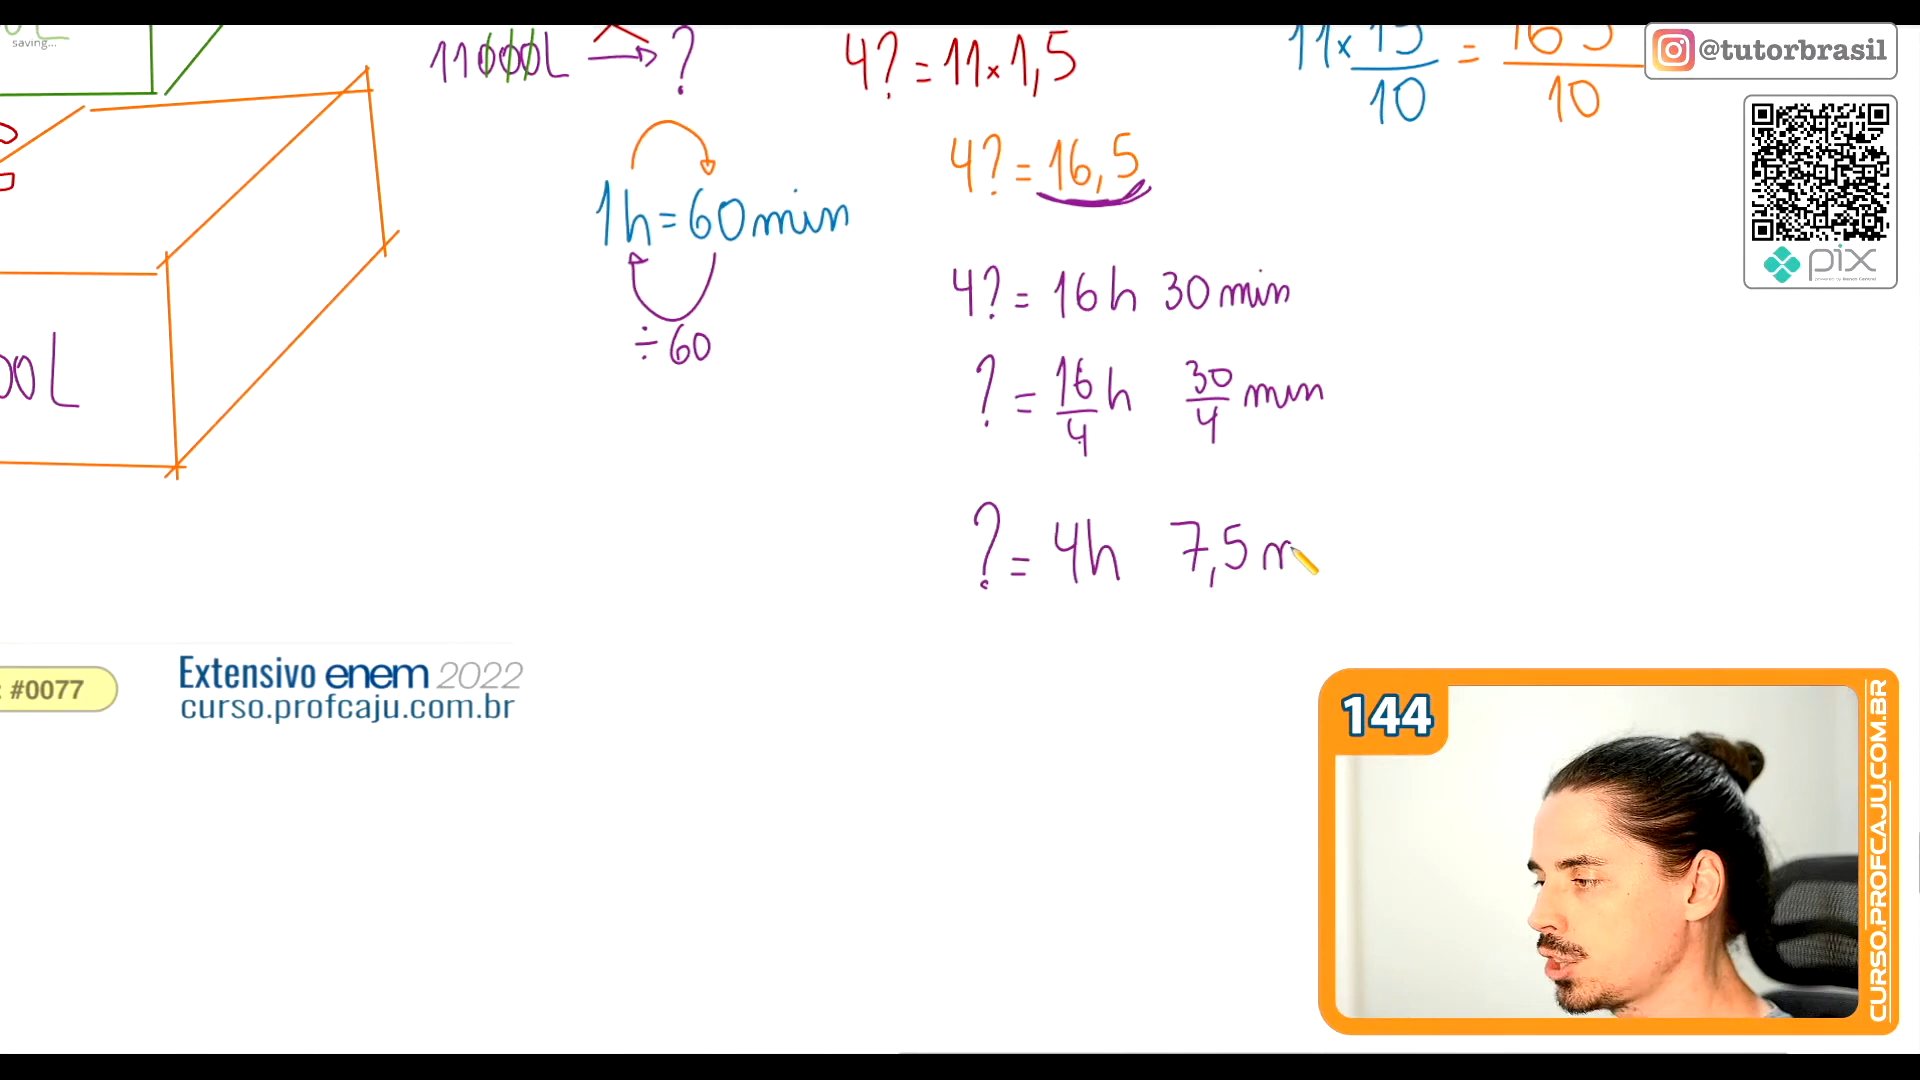 saving...
11000L → ?
4? = 11 × 1,5
11 × 15/10 = 165/10
@tutorbrasil
4? = 16,5
1h = 60min
÷ 60
pix
4? = 16h 30min
? = 16/4 h 30/4 min
00L
? = 4h 7,5 m
: #0077
Extensivo enem 2022
curso.profcaju.com.br
144
CURSO.PROFCAJU.COM.BR